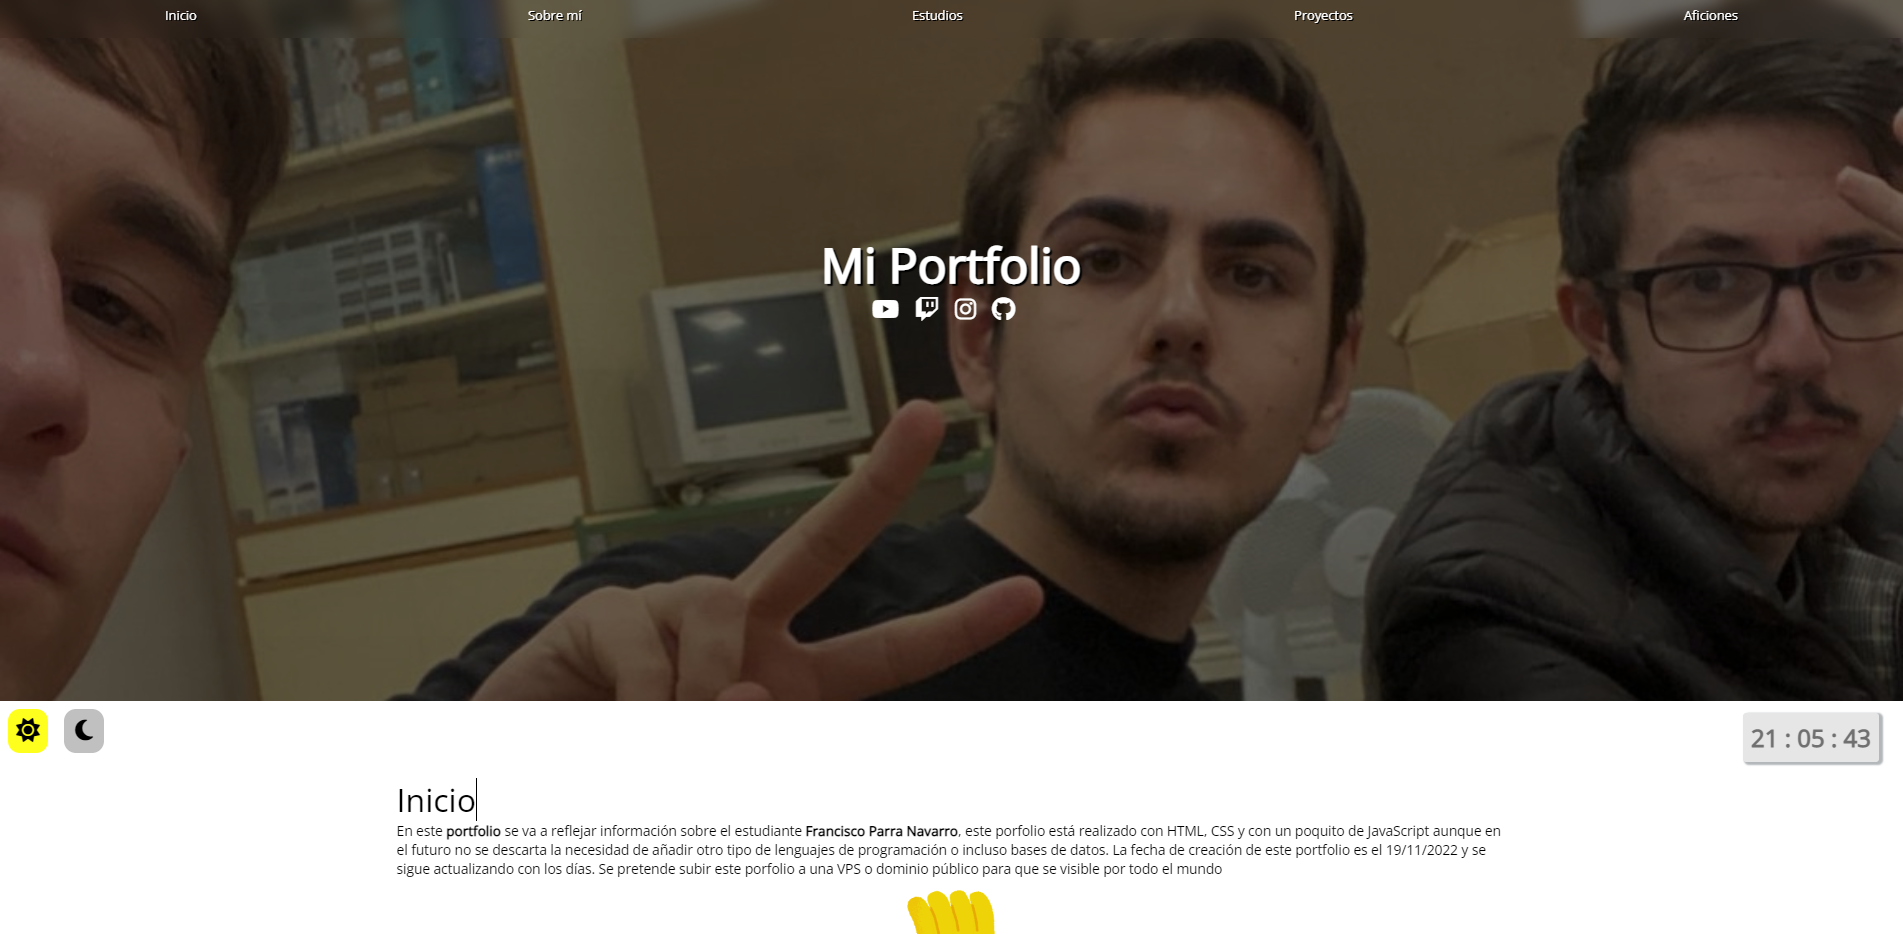 Inicio Sobre mí Estudios Proyectos Aficiones
Mi Portfolio
21 : 05 : 43
Inicio
En este portfolio se va a reflejar información sobre el estudiante Francisco Parra Navarro, este porfolio está realizado con HTML, CSS y con un poquito de JavaScript aunque en
el futuro no se descarta la necesidad de añadir otro tipo de lenguajes de programación o incluso bases de datos. La fecha de creación de este portfolio es el 19/11/2022 y se
sigue actualizando con los días. Se pretende subir este porfolio a una VPS o dominio público para que se visible por todo el mundo